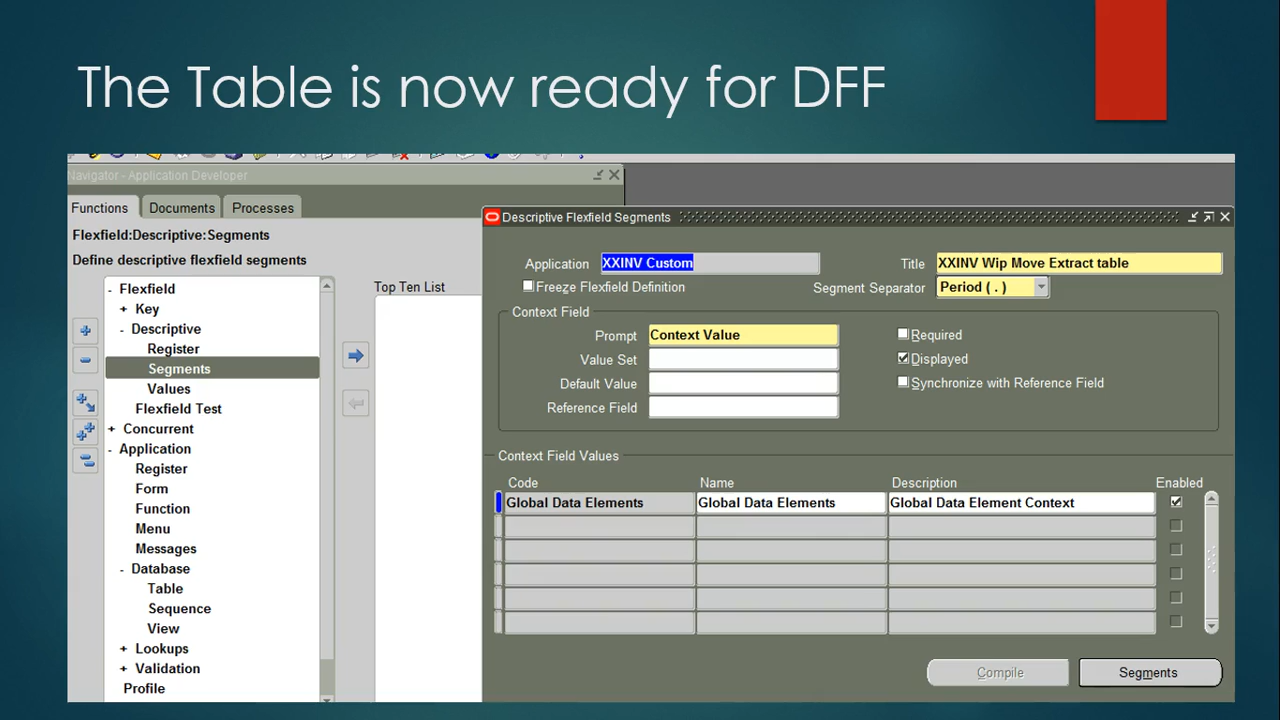 The Table is now ready for DFF
Navigator - Application Developer
Functions Documents Processes
Flexfield:Descriptive:Segments
Define descriptive flexfield segments
- Flexfield
+ Key
- Descriptive
Register
Segments
Values
Flexfield Test
+ Concurrent
- Application
Register
Form
Function
Menu
Messages
- Database
Table
Sequence
View
+ Lookups
+ Validation
Profile
Top Ten List
Descriptive Flexfield Segments
Application XXINV Custom
Title XXINV Wip Move Extract table
Freeze Flexfield Definition
Segment Separator Period ( . )
Context Field
Prompt Context Value
Required
Value Set
Displayed
Default Value
Synchronize with Reference Field
Reference Field
Context Field Values
Code Name Description Enabled
Global Data Elements Global Data Elements Global Data Element Context
Compile Segments